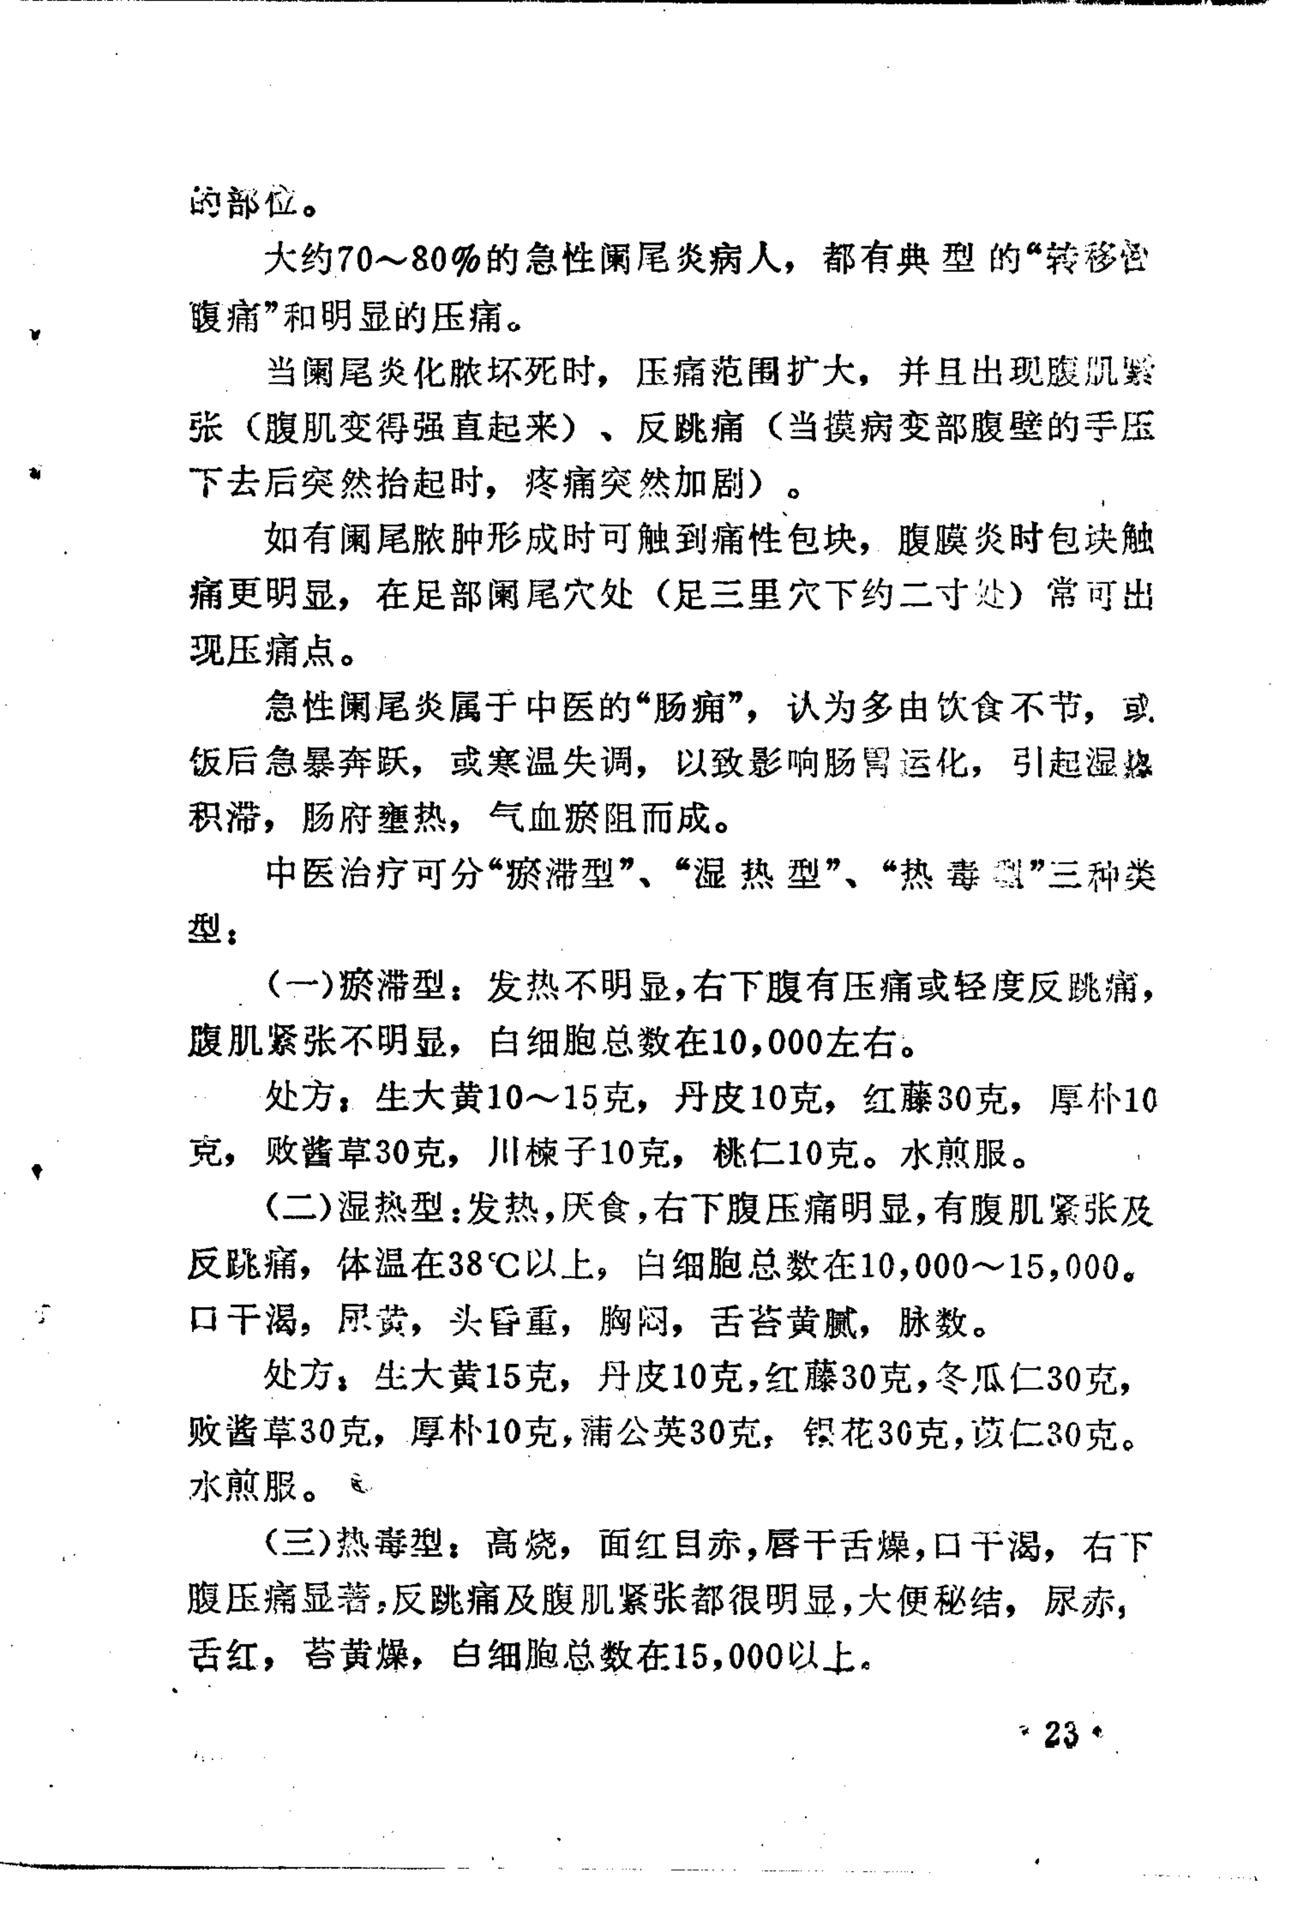 的部位。
大约70～80%的急性阑尾炎病人，都有典型的“转移性
腹痛”和明显的压痛。
当阑尾炎化脓坏死时，压痛范围扩大，并且出现腹肌紧
张（腹肌变得强直起来）、反跳痛（当摸病变部腹壁的手压
下去后突然抬起时，疼痛突然加剧）。
如有阑尾脓肿形成时可触到痛性包块，腹膜炎时包块触
痛更明显，在足部阑尾穴处（足三里穴下约二寸处）常可出
现压痛点。
急性阑尾炎属于中医的“肠痈”，认为多由饮食不节，或
饭后急暴奔跃，或寒温失调，以致影响肠胃运化，引起湿热
积滞，肠府壅热，气血瘀阻而成。
中医治疗可分“瘀滞型”、“湿热型”、“热毒型”三种类
型：
（一）瘀滞型：发热不明显，右下腹有压痛或轻度反跳痛，
腹肌紧张不明显，白细胞总数在10,000左右。
处方：生大黄10～15克，丹皮10克，红藤30克，厚朴10
克，败酱草30克，川楝子10克，桃仁10克。水煎服。
（二）湿热型：发热，厌食，右下腹压痛明显，有腹肌紧张及
反跳痛，体温在38℃以上，白细胞总数在10,000～15,000。
口干渴，尿黄，头昏重，胸闷，舌苔黄腻，脉数。
处方：生大黄15克，丹皮10克，红藤30克，冬瓜仁30克，
败酱草30克，厚朴10克，蒲公英30克，银花30克，苡仁30克。
水煎服。
（三）热毒型：高烧，面红目赤，唇干舌燥，口干渴，右下
腹压痛显著，反跳痛及腹肌紧张都很明显，大便秘结，尿赤，
舌红，苔黄燥，白细胞总数在15,000以上。
• 23 •